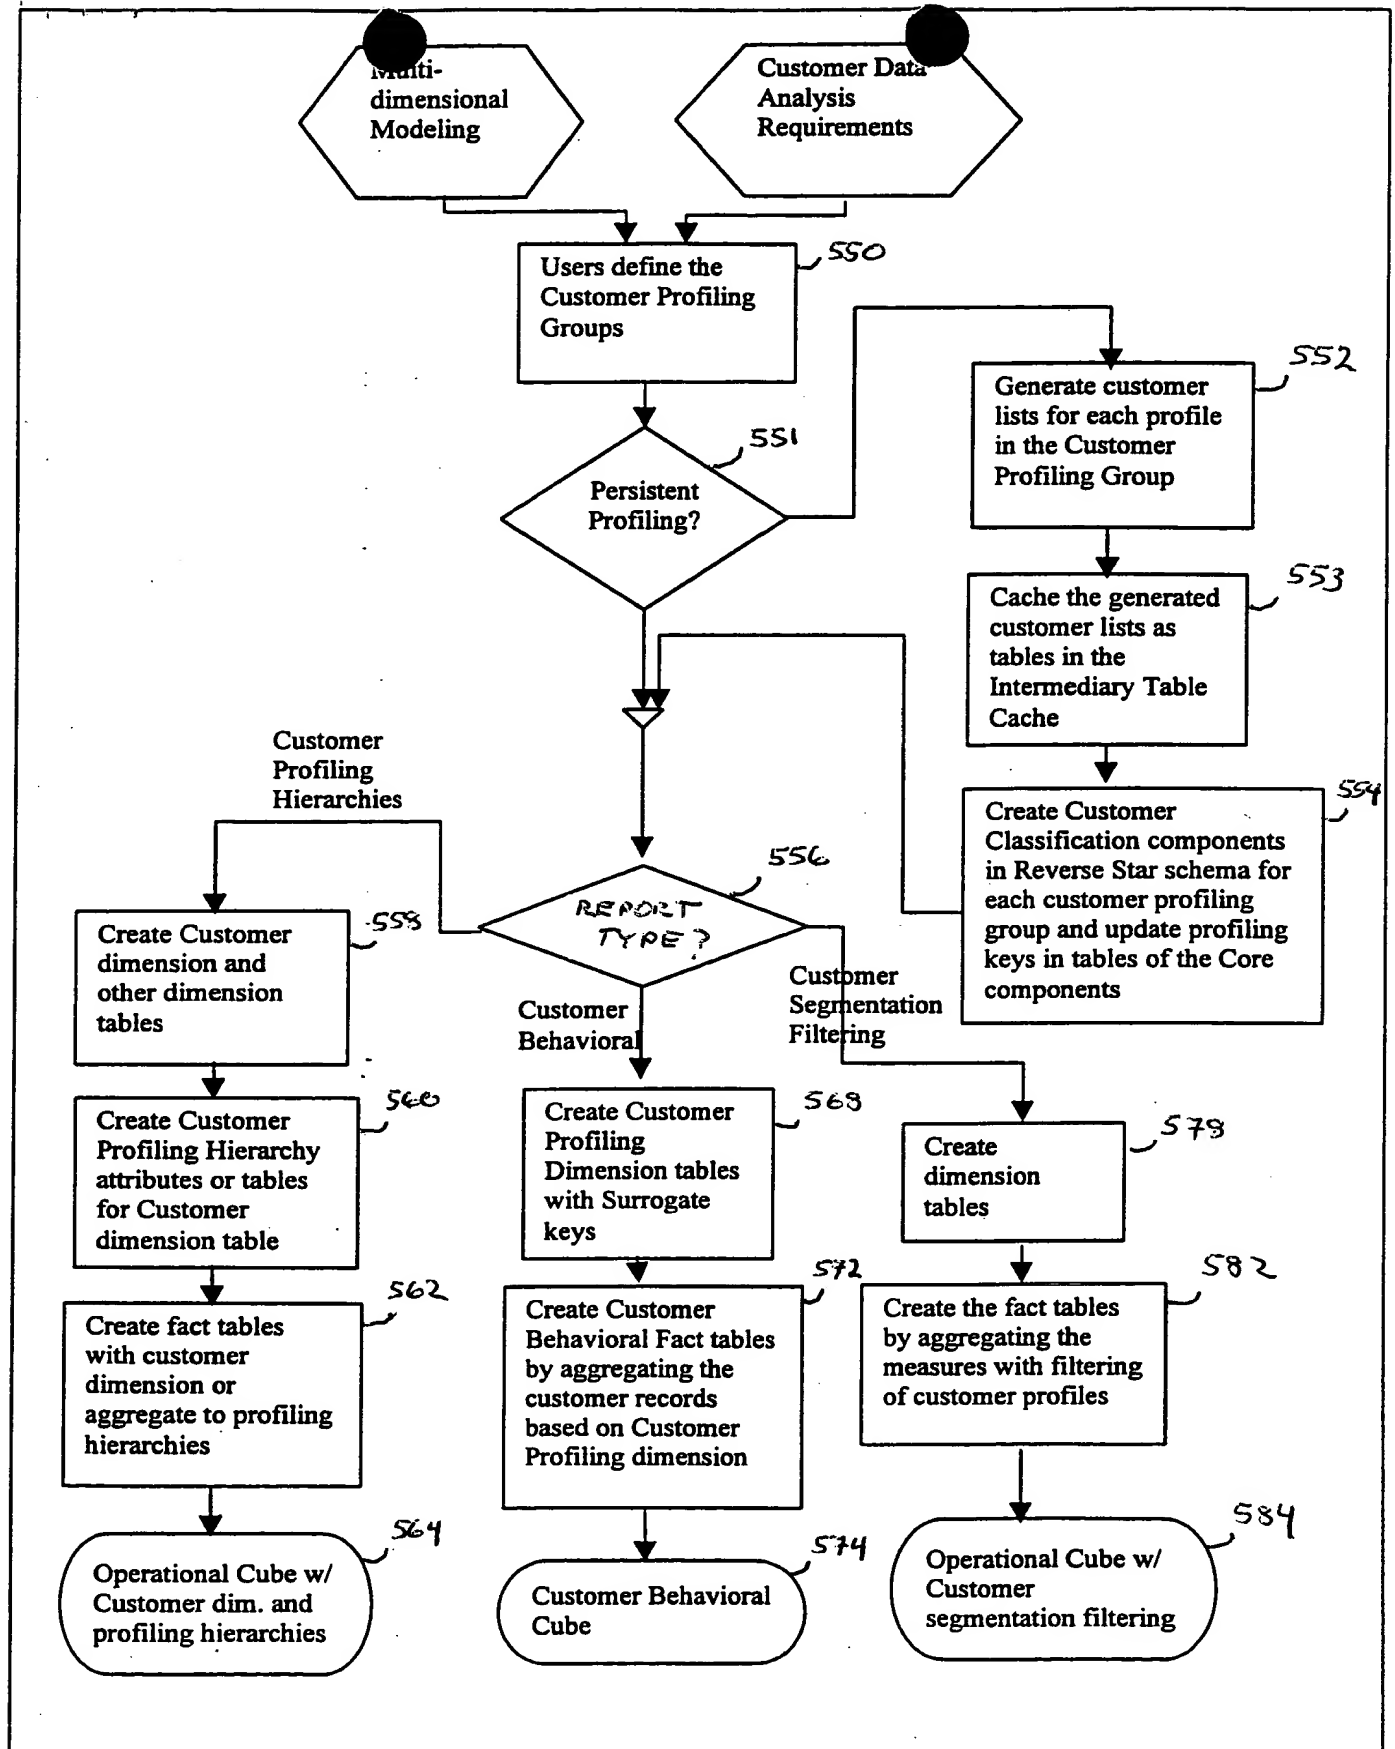 Multi-
dimensional
Modeling
Customer Data
Analysis
Requirements
550
Users define the
Customer Profiling
Groups
552
Generate customer
lists for each profile
in the Customer
Profiling Group
551
Persistent
Profiling?
553
Cache the generated
customer lists as
tables in the
Intermediary Table
Cache
Customer
Profiling
Hierarchies
554
Create Customer
Classification components
in Reverse Star schema for
each customer profiling
group and update profiling
keys in tables of the Core
components
556
REPORT
TYPE?
558
Create Customer
dimension and
other dimension
tables
Customer
Behavioral
Customer
Segmentation
Filtering
560
Create Customer
Profiling Hierarchy
attributes or tables
for Customer
dimension table
568
Create Customer
Profiling
Dimension tables
with Surrogate
keys
578
Create
dimension
tables
562
Create fact tables
with customer
dimension or
aggregate to profiling
hierarchies
572
Create Customer
Behavioral Fact tables
by aggregating the
customer records
based on Customer
Profiling dimension
582
Create the fact tables
by aggregating the
measures with filtering
of customer profiles
564
Operational Cube w/
Customer dim. and
profiling hierarchies
574
Customer Behavioral
Cube
584
Operational Cube w/
Customer
segmentation filtering